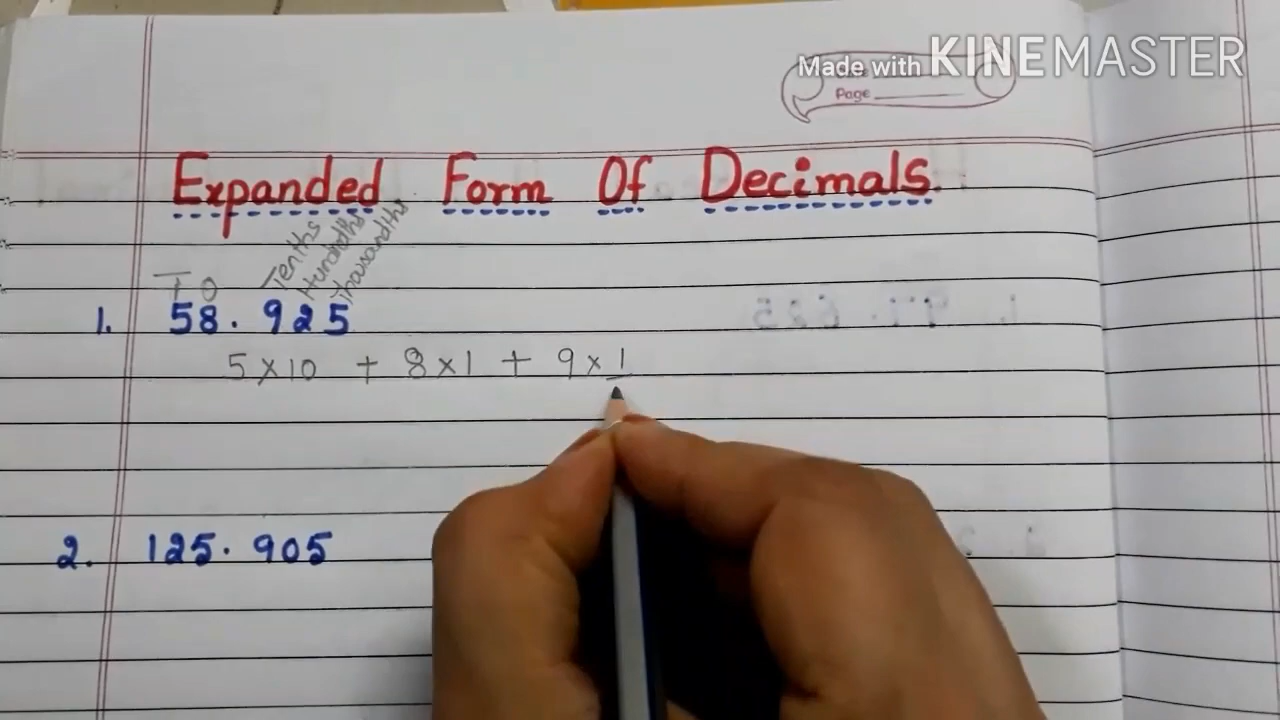 Made with KINEMASTER
Page
Expanded Form Of Decimals.
T O Tenths Hundredths Thousandths
1. 58.925
5×10 + 8×1 + 9×1
2. 125.905